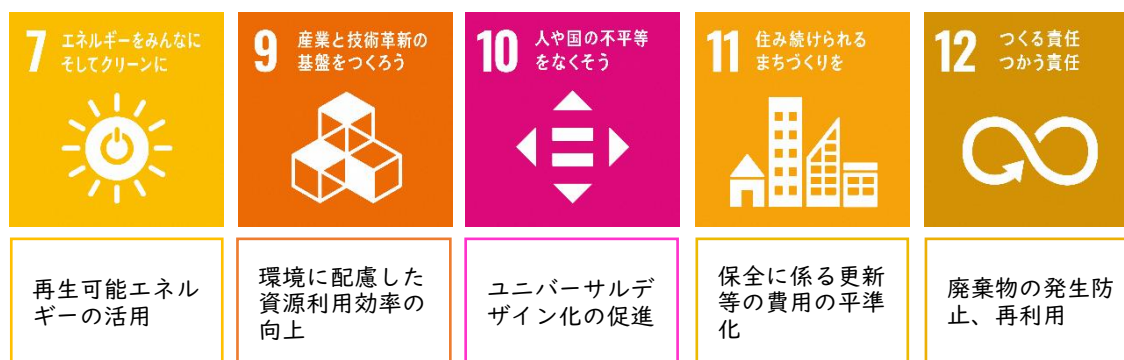 7 エネルギーをみんなに
そしてクリーンに
9 産業と技術革新の
基盤をつくろう
10 人や国の不平等
をなくそう
11 住み続けられる
まちづくりを
12 つくる責任
つかう責任
再生可能エネル
ギーの活用
環境に配慮した
資源利用効率の
向上
ユニバーサルデ
ザイン化の促進
保全に係る更新
等の費用の平準
化
廃棄物の発生防
止、再利用